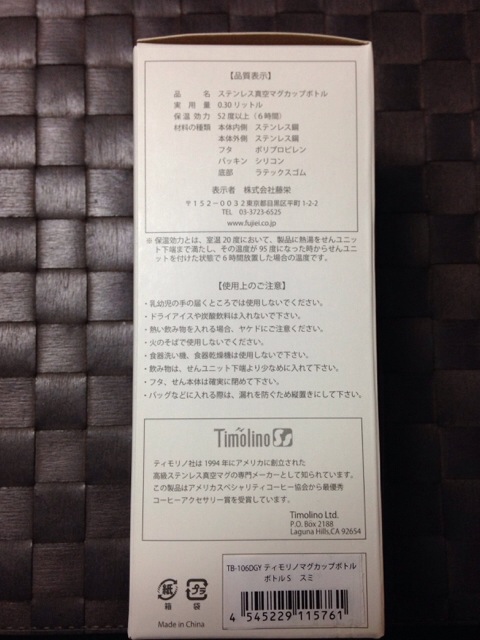 【品質表示】
品 名 ステンレス真空マグカップボトル
実 用 量 0.30リットル
保 温 効 力 52度以上(6時間)
材料の種類 本体内側 ステンレス鋼
本体外側 ステンレス鋼
フタ ポリプロピレン
パッキン シリコン
底部 ラテックスゴム
表示者 株式会社藤栄
〒152-0032東京都目黒区平町1-2-2
TEL 03-3723-6525
www.fujiei.co.jp
※保温効力とは、室温20度において、製品に熱湯をせんユニッ
ト下端まで満たし、その温度が95度になった時からせんユニ
ットを付けた状態で6時間放置した場合の温度です。
【使用上のご注意】
・乳幼児の手の届くところでは使用しないでください。
・ドライアイスや炭酸飲料は入れないで下さい。
・熱い飲み物を入れる場合、ヤケドにご注意ください。
・火のそばで使用しないでください。
・食器洗い機、食器乾燥機は使用しないで下さい。
・飲み物は、せんユニット下端より少なめに入れて下さい。
・フタ、せん本体は確実に閉めて下さい。
・バッグなどに入れる際は、漏れを防ぐため縦置きにして下さい。
Timolino
ティモリノ社は1994年にアメリカに創立された
高級ステンレス真空マグの専門メーカーとして知られています。
この製品はアメリカスペシャリティコーヒー協会から最優秀
コーヒーアクセサリー賞を受賞しています。
Timolino Ltd.
P.O. Box 2188
Laguna Hills,CA 92654
TB-106DGY ティモリノマグカップボトル
ボトルS スミ
4 545229 115761
紙 プラ
箱 袋
Made in China